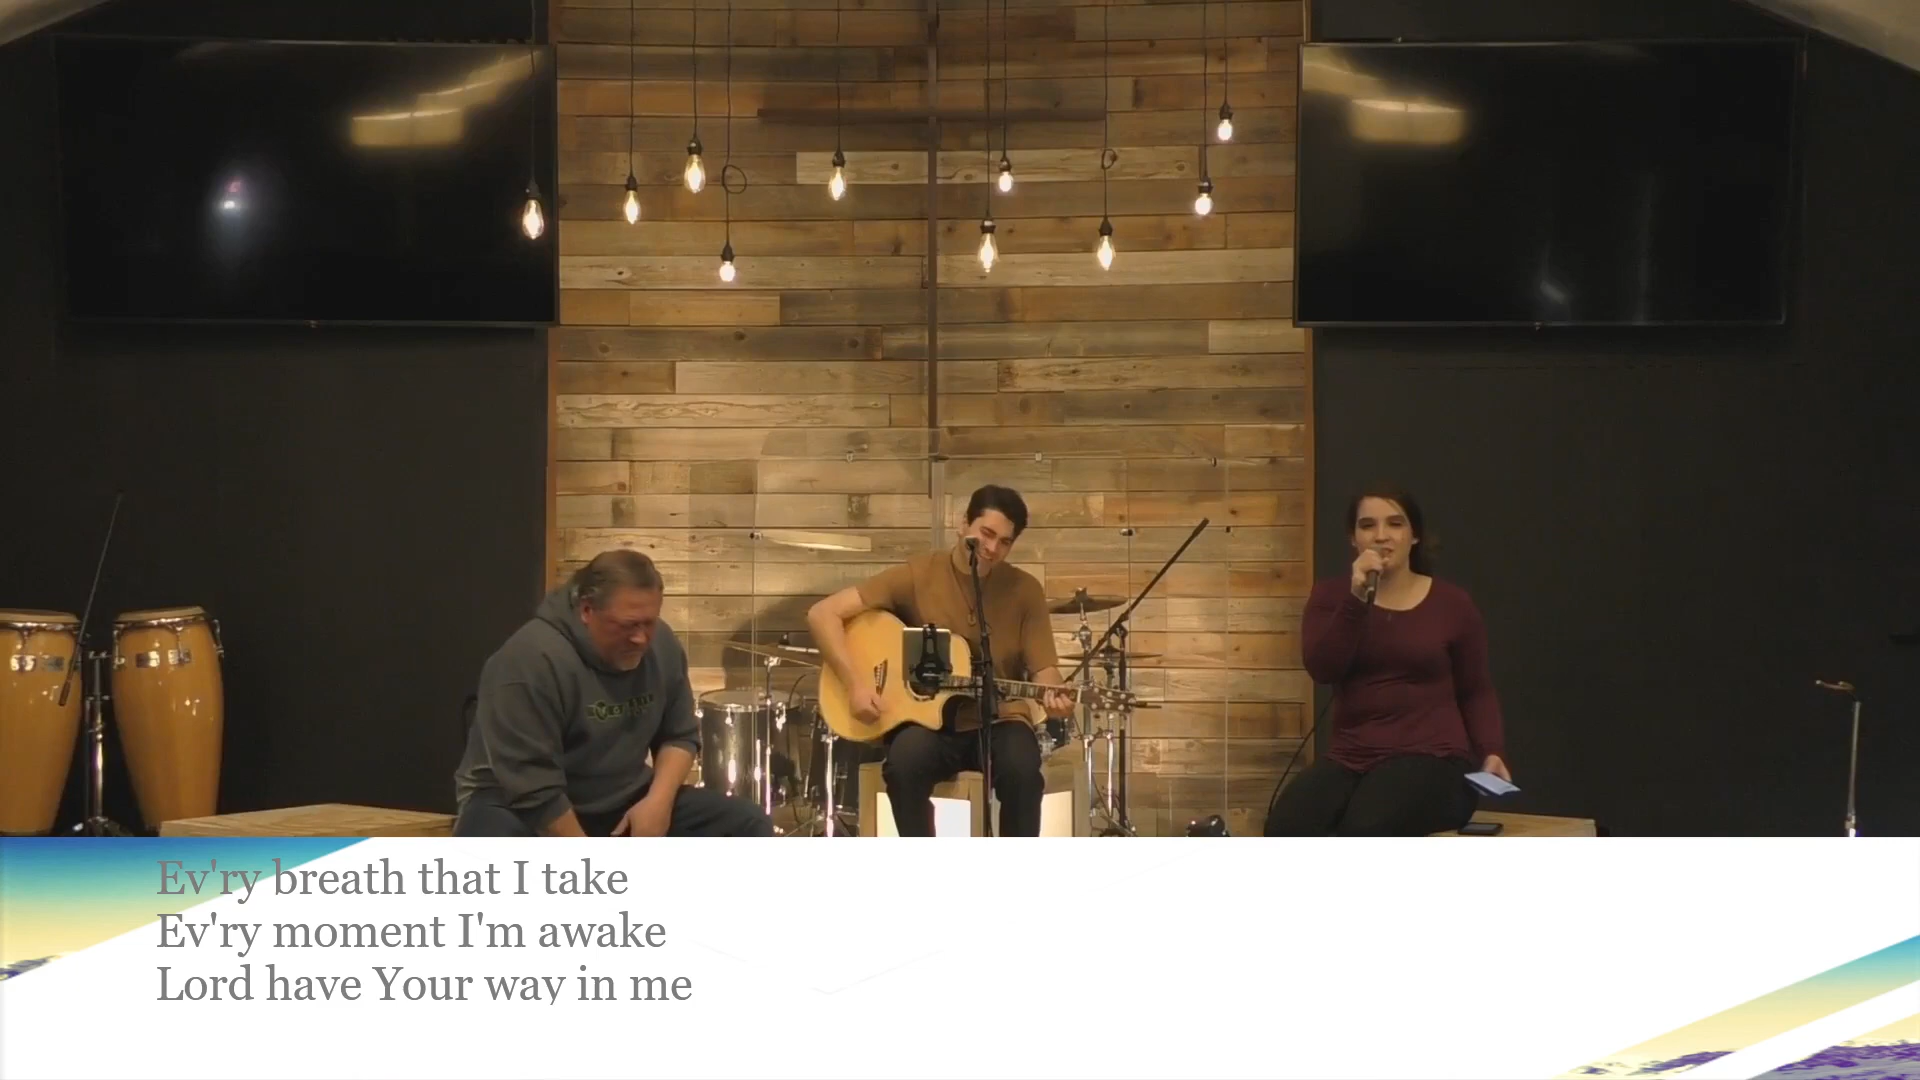 Ev'ry breath that I take
Ev'ry moment I'm awake
Lord have Your way in me